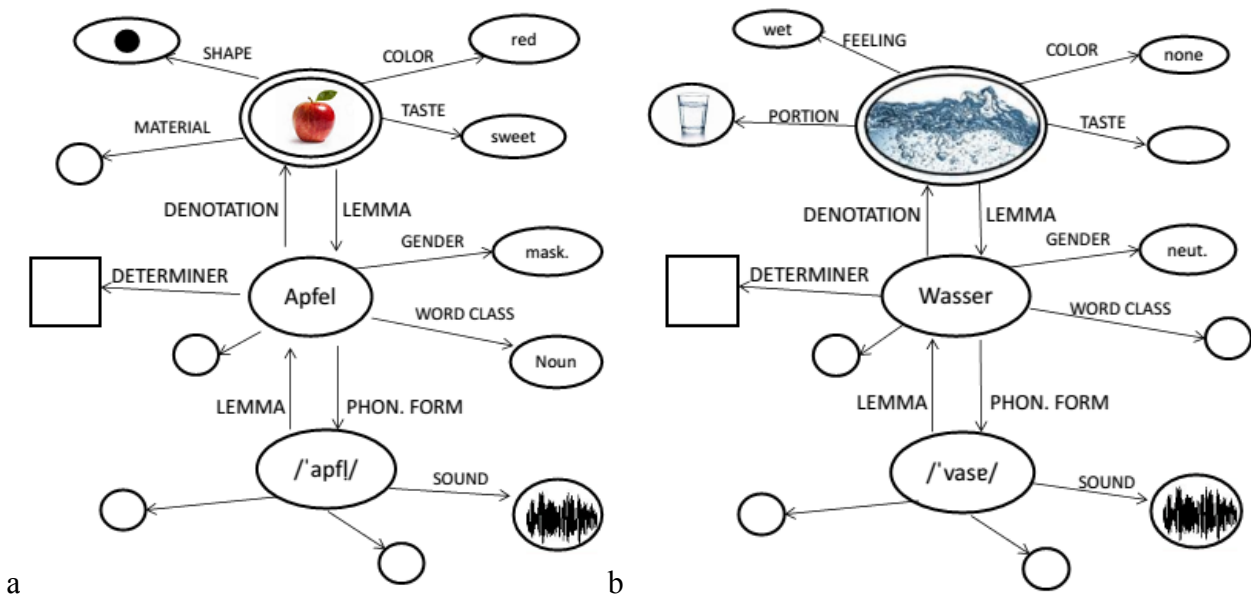 SHAPE
COLOR
red
MATERIAL
TASTE
sweet
DENOTATION
LEMMA
GENDER
mask.
DETERMINER
Apfel
WORD CLASS
Noun
LEMMA
PHON. FORM
/ˈapfl̩/
SOUND
a
wet
FEELING
COLOR
none
PORTION
TASTE
DENOTATION
LEMMA
GENDER
neut.
DETERMINER
Wasser
WORD CLASS
LEMMA
PHON. FORM
/ˈvasɐ/
SOUND
b